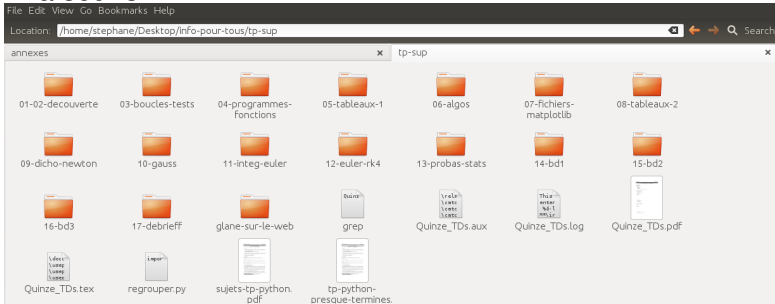 File Edit View Go Bookmarks Help
Location: /home/stephane/Desktop/info-pour-tous/tp-sup Search
annexes × tp-sup ×
01-02-decouverte 03-boucles-tests 04-programmes-fonctions 05-tableaux-1 06-algos 07-fichiers-matplotlib 08-tableaux-2
09-dicho-newton 10-gauss 11-integ-euler 12-euler-rk4 13-probas-stats 14-bd1 15-bd2
16-bd3 17-debrieff glane-sur-le-web grep Quinze_TDs.aux Quinze_TDs.log Quinze_TDs.pdf
Quinze_TDs.tex regrouper.py sujets-tp-python.pdf tp-python-presque-termines.